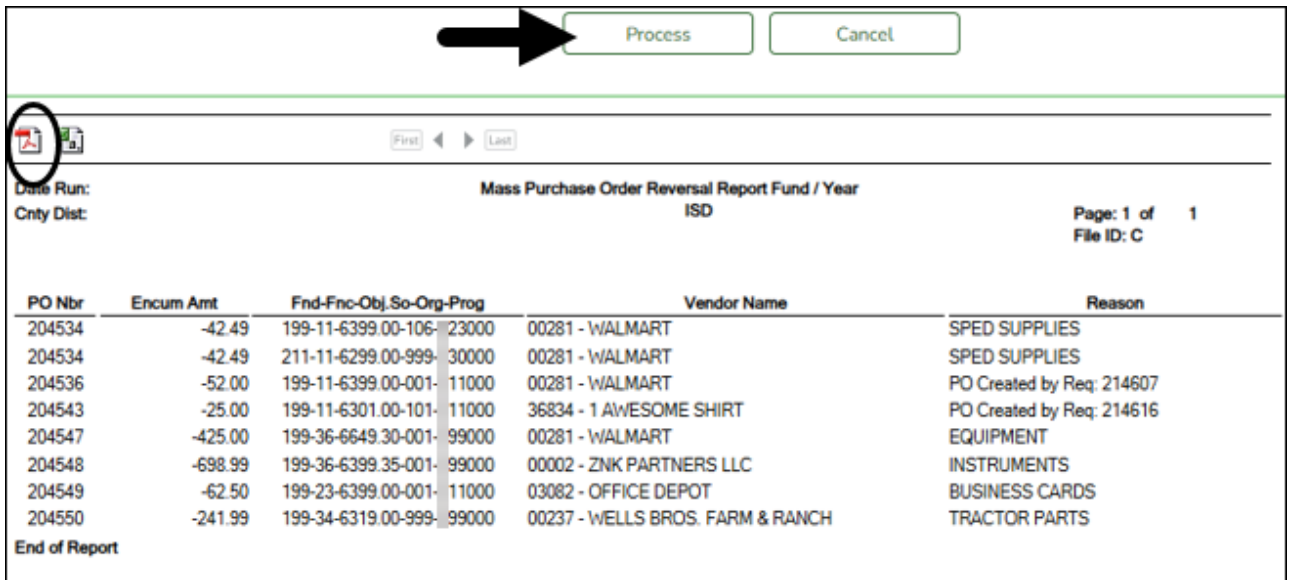 Process Cancel
First Last
Date Run: Mass Purchase Order Reversal Report Fund / Year
Cnty Dist: ISD Page: 1 of 1
File ID: C
PO Nbr Encum Amt Fnd-Fnc-Obj.So-Org-Prog Vendor Name Reason
204534 -42.49 199-11-6399.00-106- 23000 00281 - WALMART SPED SUPPLIES
204534 -42.49 211-11-6299.00-999- 30000 00281 - WALMART SPED SUPPLIES
204536 -52.00 199-11-6399.00-001- 11000 00281 - WALMART PO Created by Req: 214607
204543 -25.00 199-11-6301.00-101- 11000 36834 - 1 AWESOME SHIRT PO Created by Req: 214616
204547 -425.00 199-36-6649.30-001- 99000 00281 - WALMART EQUIPMENT
204548 -698.99 199-36-6399.35-001- 99000 00002 - ZNK PARTNERS LLC INSTRUMENTS
204549 -62.50 199-23-6399.00-001- 11000 03082 - OFFICE DEPOT BUSINESS CARDS
204550 -241.99 199-34-6319.00-999- 99000 00237 - WELLS BROS. FARM & RANCH TRACTOR PARTS
End of Report